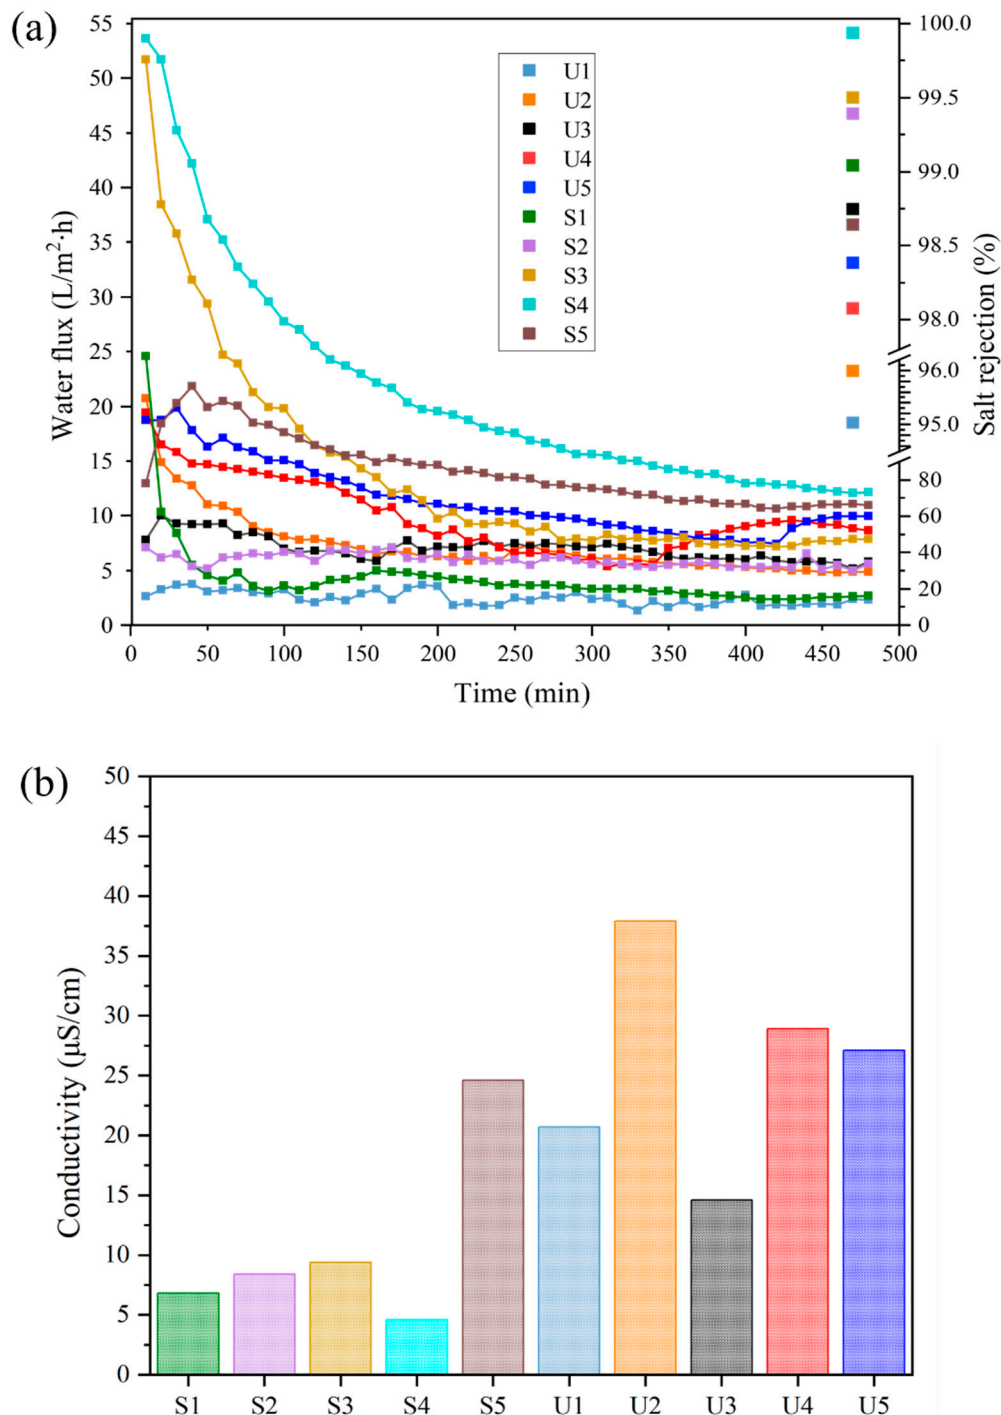 (a)
Water flux (L/m²·h)
55
50
45
40
35
30
25
20
15
10
5
0
U1
U2
U3
U4
U5
S1
S2
S3
S4
S5
100.0
99.5
99.0
98.5
98.0
96.0
95.0
80
60
40
20
0
Salt rejection (%)
0 50 100 150 200 250 300 350 400 450 500
Time (min)
(b)
Conductivity (μS/cm)
50
45
40
35
30
25
20
15
10
5
0
S1 S2 S3 S4 S5 U1 U2 U3 U4 U5